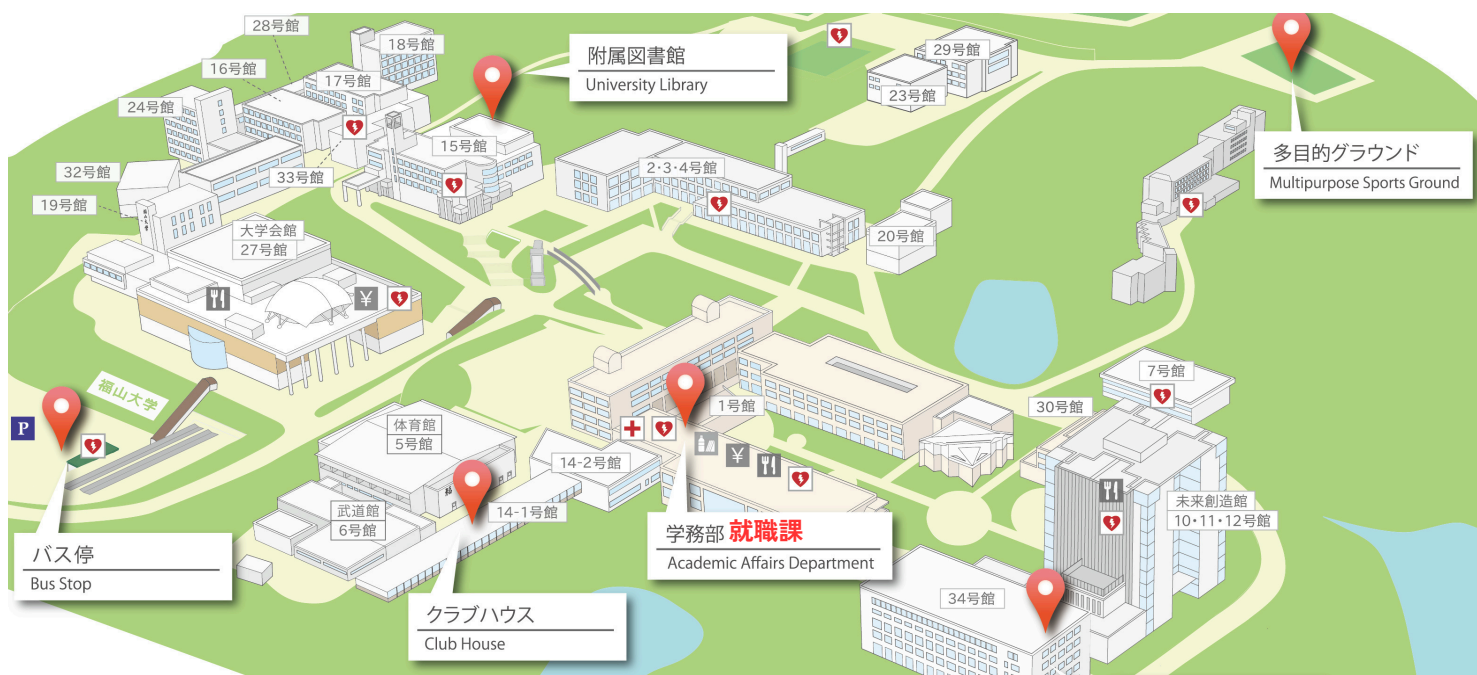 28号館
18号館
16号館
17号館
24号館
附属図書館
University Library
29号館
23号館
15号館
2・3・4号館
多目的グラウンド
Multipurpose Sports Ground
32号館
33号館
19号館
福山大学
大学会館
27号館
20号館
¥
福山大学
P
7号館
30号館
1号館
体育館
5号館
福
14-2号館
¥
武道館
6号館
14-1号館
未来創造館
10・11・12号館
バス停
Bus Stop
学務部 就職課
Academic Affairs Department
34号館
クラブハウス
Club House